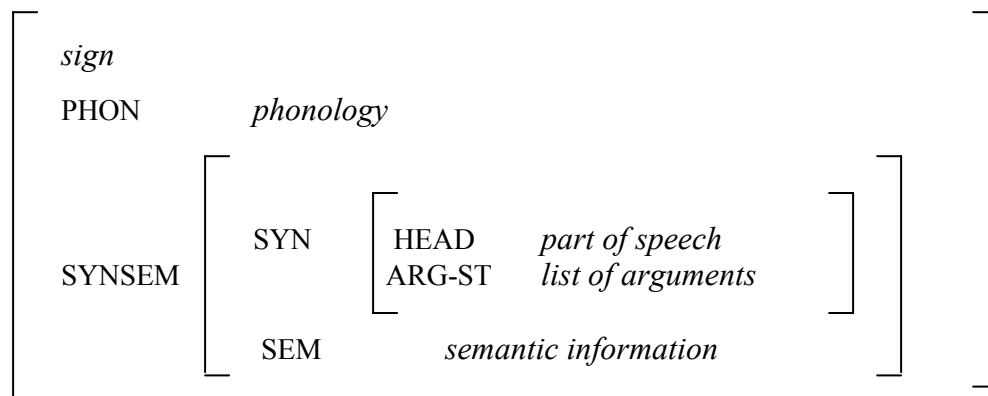 sign
PHON phonology
SYN HEAD part of speech
SYNSEM ARG-ST list of arguments
SEM semantic information